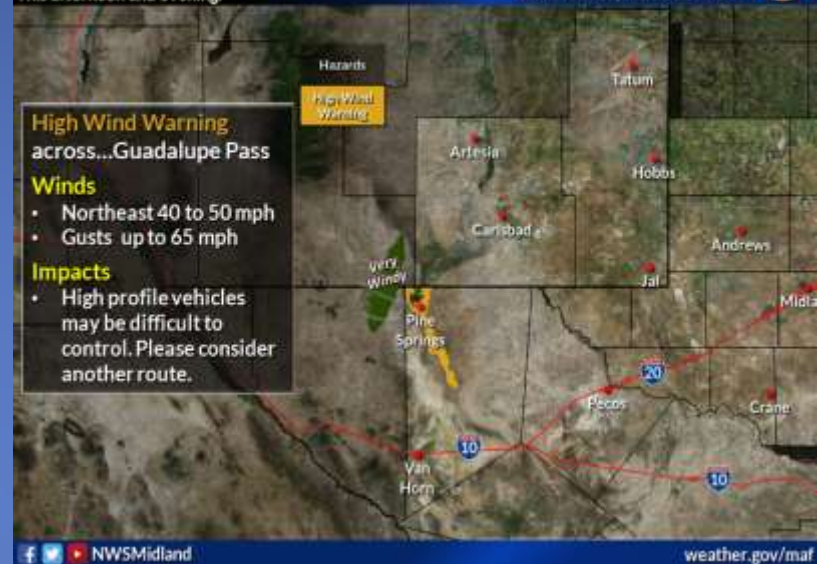 Hazards
High Wind
Warning
High Wind Warning
across...Guadalupe Pass
Winds
• Northeast 40 to 50 mph
• Gusts up to 65 mph
Impacts
• High profile vehicles
may be difficult to
control. Please consider
another route.
Tatum
Artesia
Hobbs
Carlsbad
Andrews
Very
Windy
Jal
Pine
Springs
20
Pecos
Crane
10
Van
Horn
10
NWSMidland
weather.gov/maf